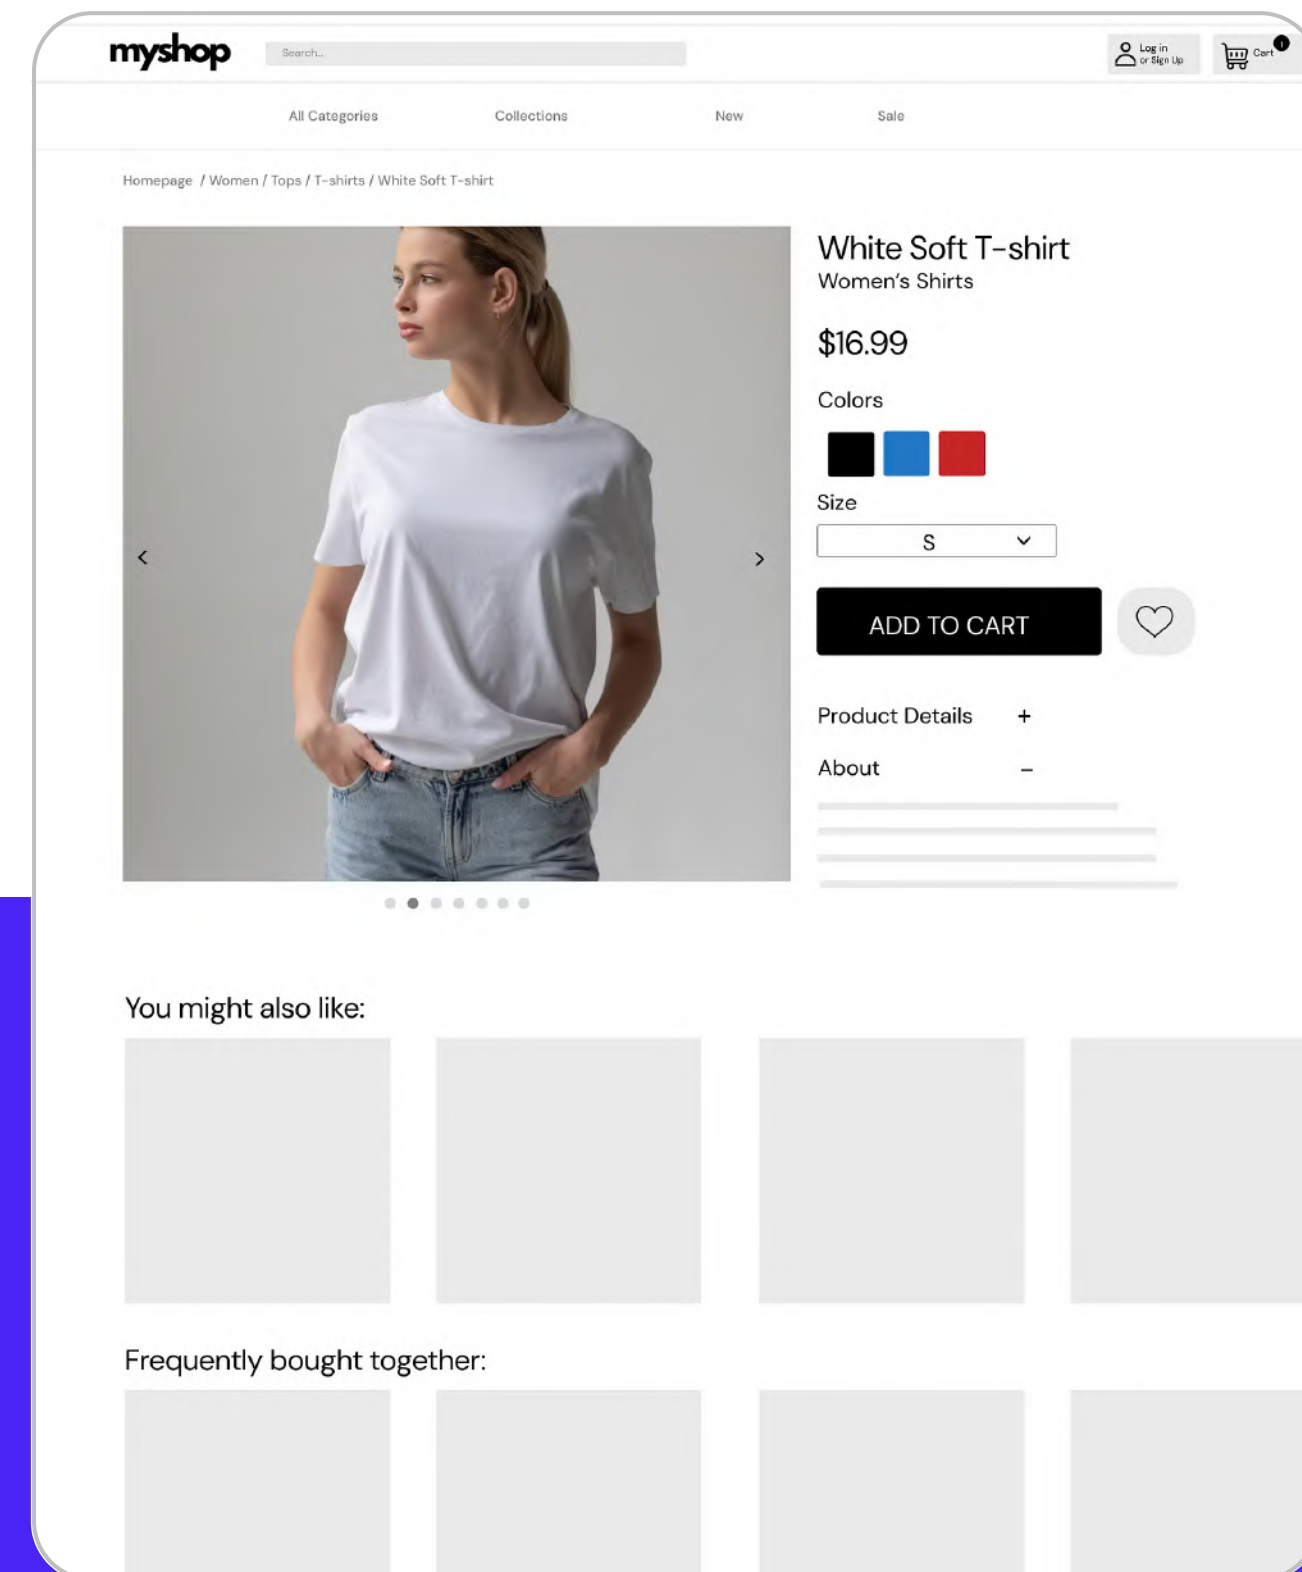 myshop
Search...
Log in
or Sign Up
Cart
1
All Categories
Collections
New
Sale
Homepage / Women / Tops / T-shirts / White Soft T-shirt
White Soft T-shirt
Women's Shirts
$16.99
Colors
Size
S
ADD TO CART
Product Details +
About −
You might also like:
Frequently bought together: